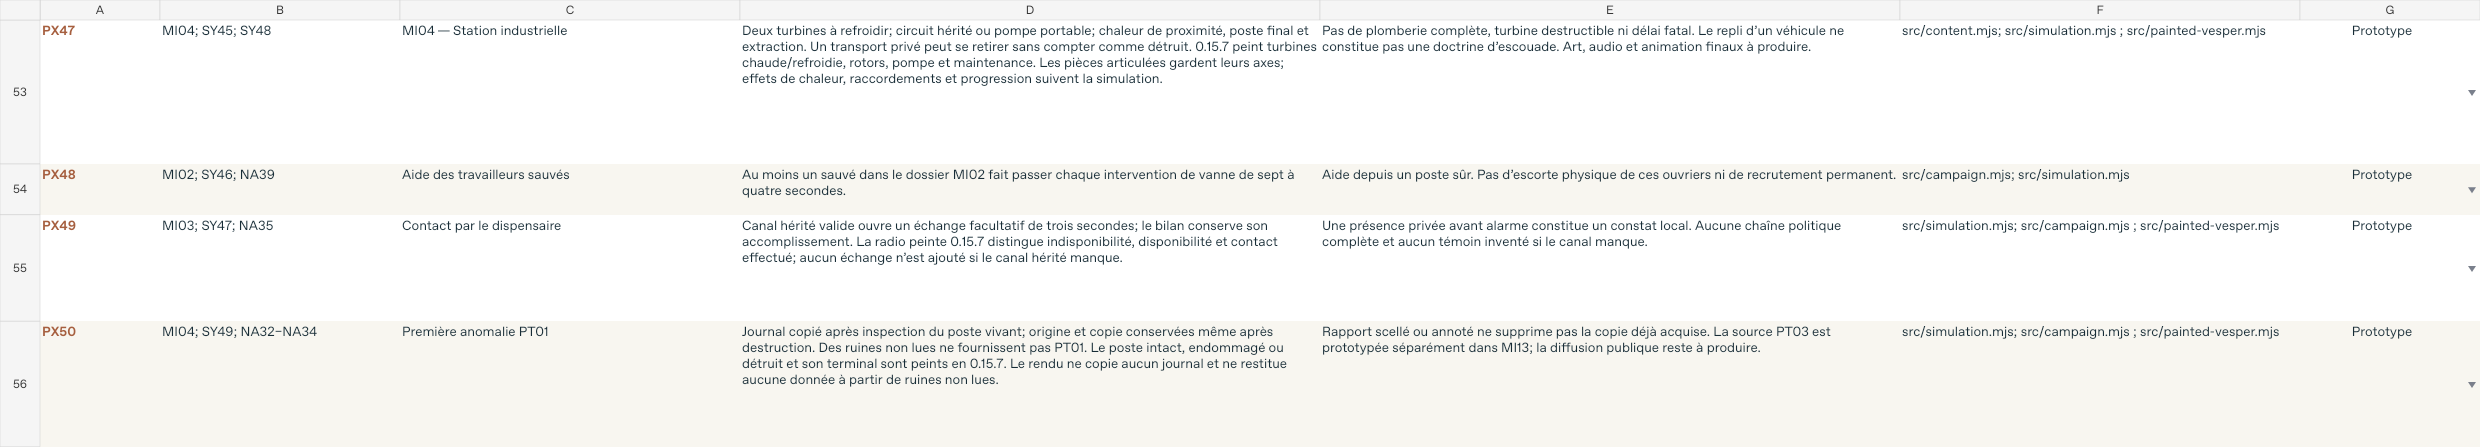 A B C D E F G
53
PX47
MI04; SY45; SY48
MI04 — Station industrielle
Deux turbines à refroidir; circuit hérité ou pompe portable; chaleur de proximité, poste final et
extraction. Un transport privé peut se retirer sans compter comme détruit. 0.15.7 peint turbines
chaude/refroidie, rotors, pompe et maintenance. Les pièces articulées gardent leurs axes;
effets de chaleur, raccordements et progression suivent la simulation.
Pas de plomberie complète, turbine destructible ni délai fatal. Le repli d’un véhicule ne
constitue pas une doctrine d’escouade. Art, audio et animation finaux à produire.
src/content.mjs; src/simulation.mjs ; src/painted-vesper.mjs
Prototype
54
PX48
MI02; SY46; NA39
Aide des travailleurs sauvés
Au moins un sauvé dans le dossier MI02 fait passer chaque intervention de vanne de sept à
quatre secondes.
Aide depuis un poste sûr. Pas d’escorte physique de ces ouvriers ni de recrutement permanent.
src/campaign.mjs; src/simulation.mjs
Prototype
55
PX49
MI03; SY47; NA35
Contact par le dispensaire
Canal hérité valide ouvre un échange facultatif de trois secondes; le bilan conserve son
accomplissement. La radio peinte 0.15.7 distingue indisponibilité, disponibilité et contact
effectué; aucun échange n’est ajouté si le canal hérité manque.
Une présence privée avant alarme constitue un constat local. Aucune chaîne politique
complète et aucun témoin inventé si le canal manque.
src/simulation.mjs; src/campaign.mjs ; src/painted-vesper.mjs
Prototype
56
PX50
MI04; SY49; NA32–NA34
Première anomalie PT01
Journal copié après inspection du poste vivant; origine et copie conservées même après
destruction. Des ruines non lues ne fournissent pas PT01. Le poste intact, endommagé ou
détruit et son terminal sont peints en 0.15.7. Le rendu ne copie aucun journal et ne restitue
aucune donnée à partir de ruines non lues.
Rapport scellé ou annoté ne supprime pas la copie déjà acquise. La source PT03 est
prototypée séparément dans MI13; la diffusion publique reste à produire.
src/simulation.mjs; src/campaign.mjs ; src/painted-vesper.mjs
Prototype